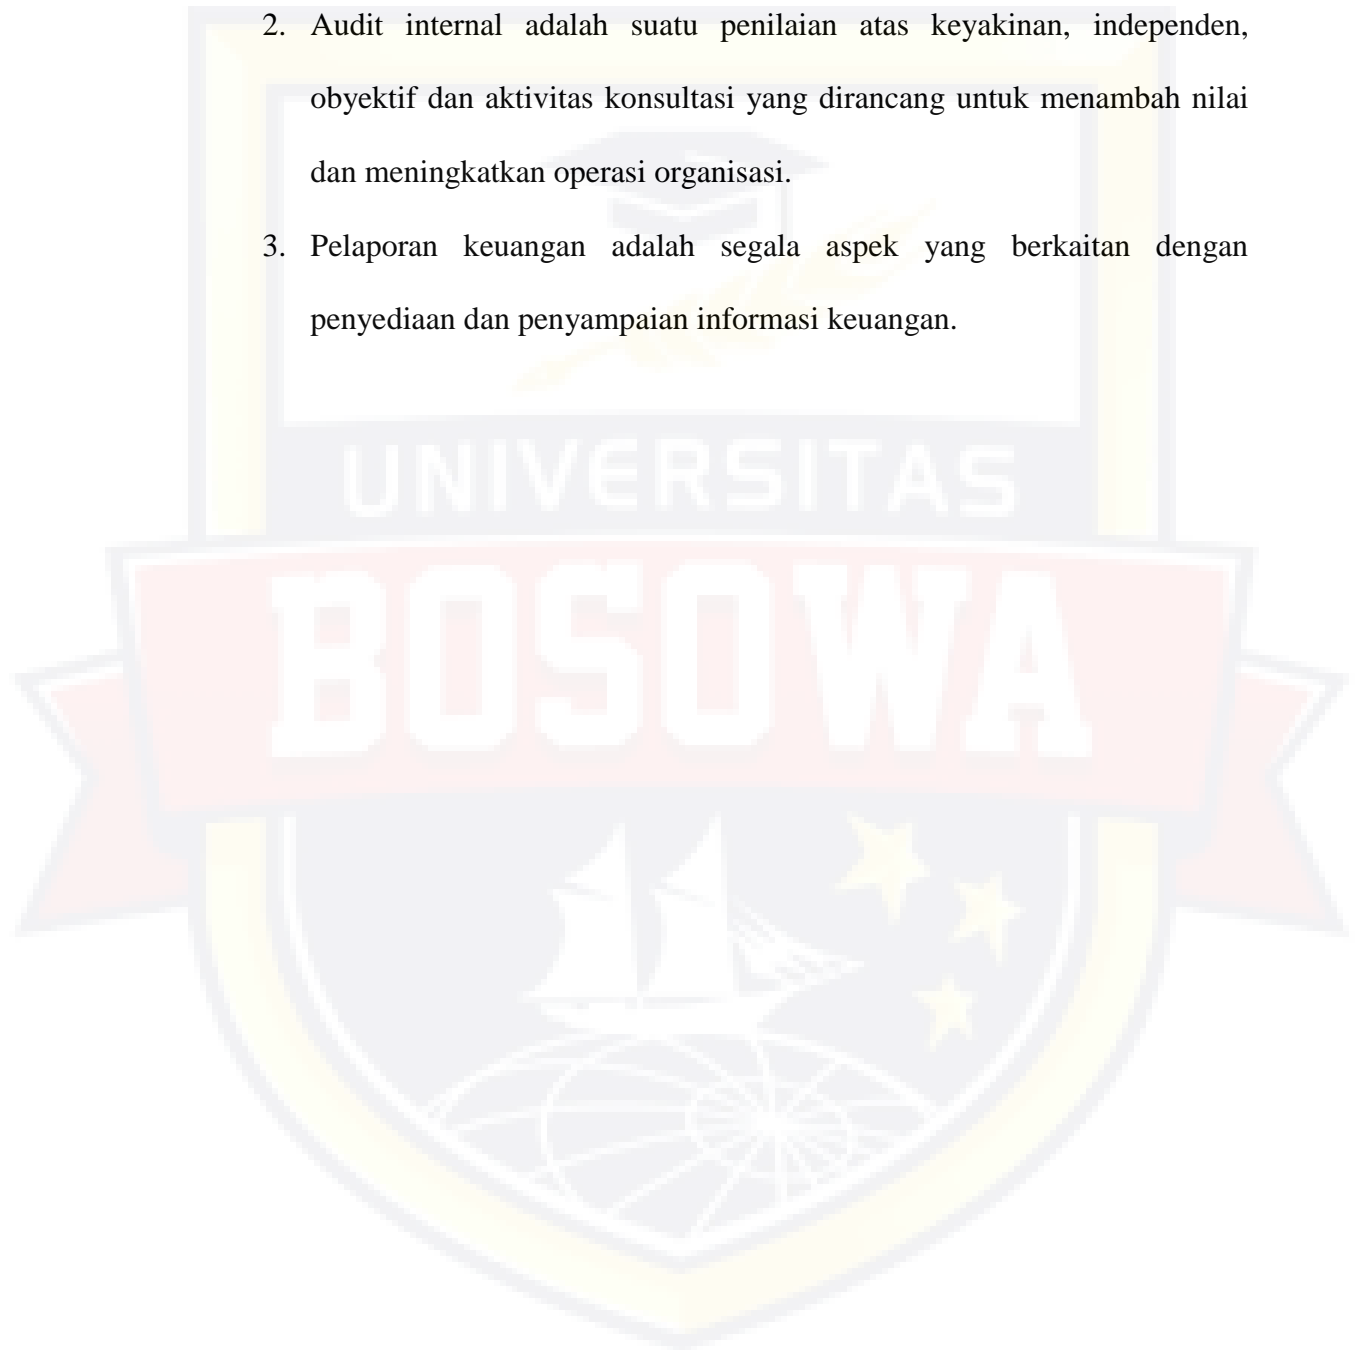 2. Audit internal adalah suatu penilaian atas keyakinan, independen,
obyektif dan aktivitas konsultasi yang dirancang untuk menambah nilai
dan meningkatkan operasi organisasi.
3. Pelaporan keuangan adalah segala aspek yang berkaitan dengan
penyediaan dan penyampaian informasi keuangan.
UNIVERSITAS
BOSOWA